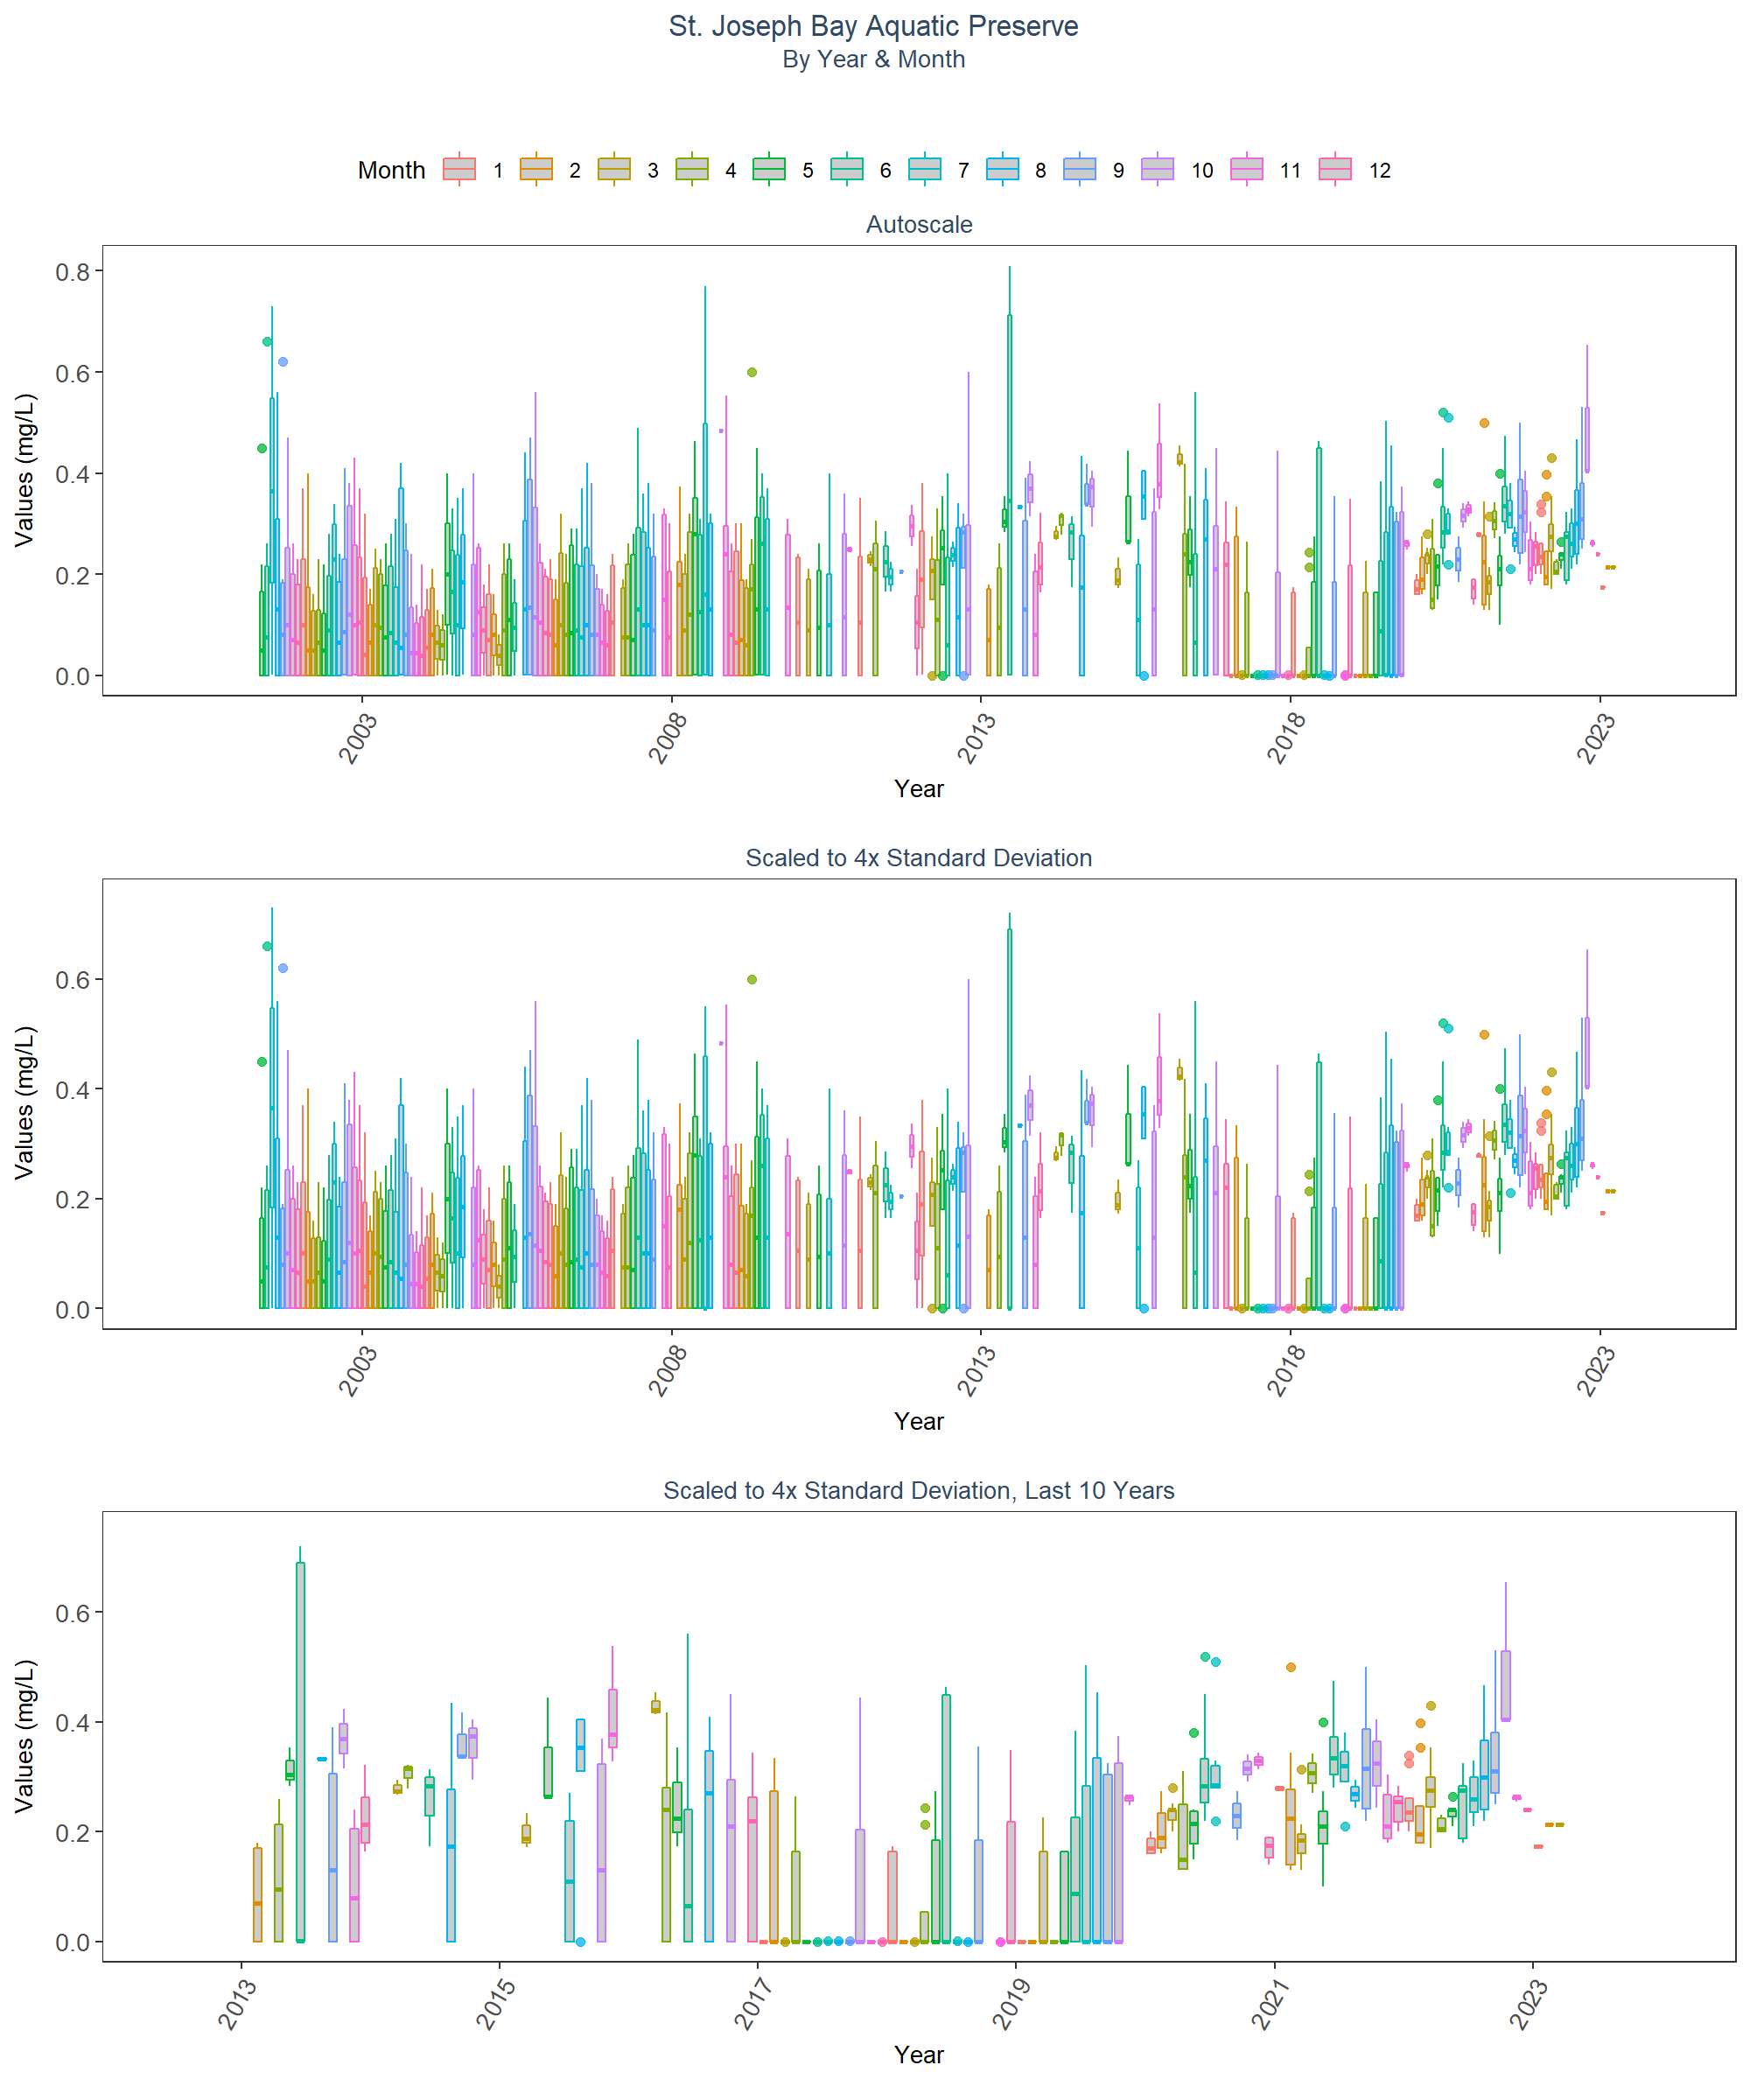 St. Joseph Bay Aquatic Preserve
By Year & Month
Month 1 2 3 4 5 6 7 8 9 10 11 12
Autoscale
Values (mg/L)
0.8
0.6
0.4
0.2
0.0
2003 2008 2013 2018 2023
Year
Scaled to 4x Standard Deviation
Values (mg/L)
0.6
0.4
0.2
0.0
2003 2008 2013 2018 2023
Year
Scaled to 4x Standard Deviation, Last 10 Years
Values (mg/L)
0.6
0.4
0.2
0.0
2013 2015 2017 2019 2021 2023
Year